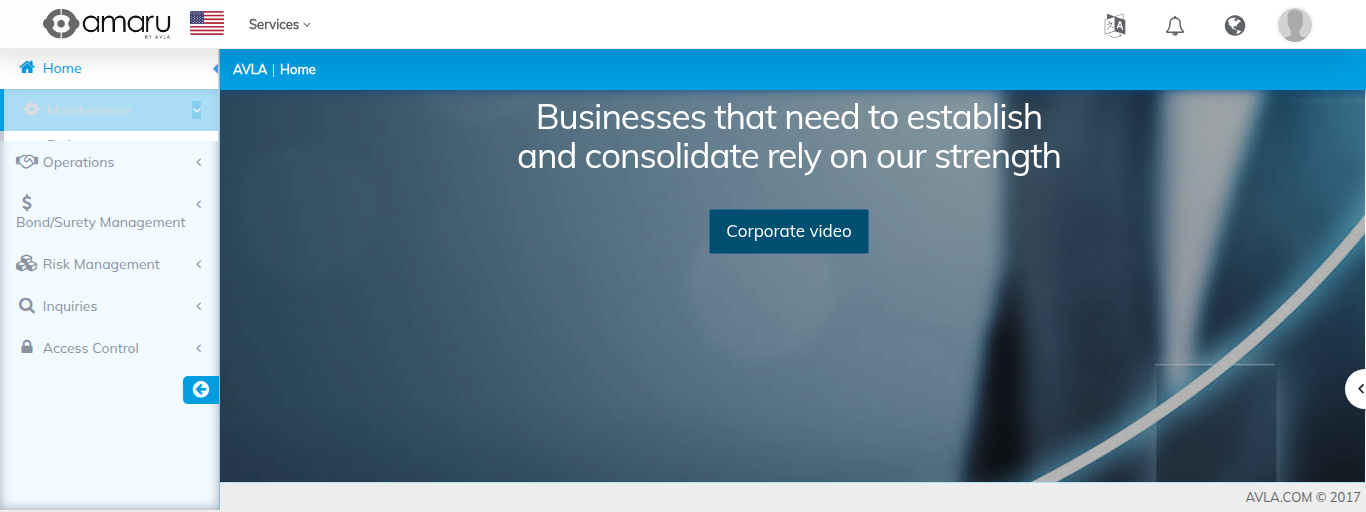 amaru
BY AVLA
Services
Home
Maintenance
Operations
Bond/Surety Management
Risk Management
Inquiries
Access Control
AVLA | Home
Businesses that need to establish
and consolidate rely on our strength
Corporate video
AVLA.COM © 2017